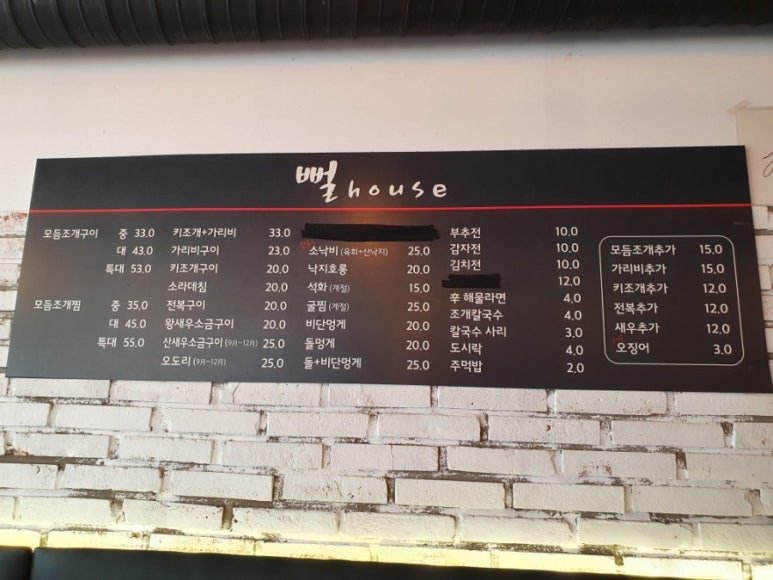 뻘 house
모듬조개구이 중 33.0
대 43.0
특대 53.0
모듬조개찜 중 35.0
대 45.0
특대 55.0
키조개+가리비 33.0
가리비구이 23.0
키조개구이 20.0
소라데침 20.0
전복구이 20.0
왕새우소금구이 20.0
산새우소금구이 (9月~12月) 25.0
오도리 (9月~12月) 25.0
소낙비 (육회+산낙지) 25.0
낙지호롱 20.0
석화 (계절) 15.0
굴찜 (계절) 25.0
비단멍게 20.0
돌멍게 20.0
돌+비단멍게 25.0
부추전 10.0
감자전 10.0
김치전 10.0
12.0
辛 해물라면 4.0
조개칼국수 4.0
칼국수 사리 3.0
도시락 4.0
주먹밥 2.0
모듬조개추가 15.0
가리비추가 15.0
키조개추가 12.0
전복추가 12.0
새우추가 12.0
오징어 3.0